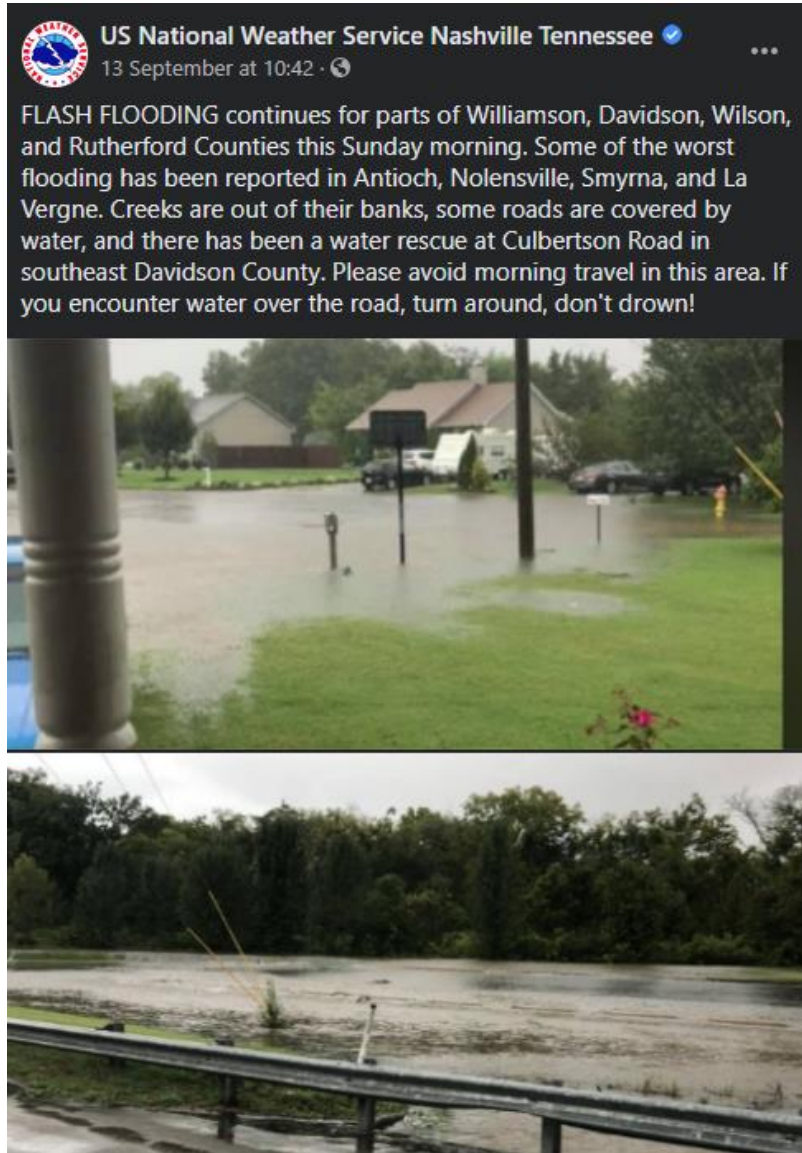 US National Weather Service Nashville Tennessee
13 September at 10:42 ·
FLASH FLOODING continues for parts of Williamson, Davidson, Wilson,
and Rutherford Counties this Sunday morning. Some of the worst
flooding has been reported in Antioch, Nolensville, Smyrna, and La
Vergne. Creeks are out of their banks, some roads are covered by
water, and there has been a water rescue at Culbertson Road in
southeast Davidson County. Please avoid morning travel in this area. If
you encounter water over the road, turn around, don't drown!